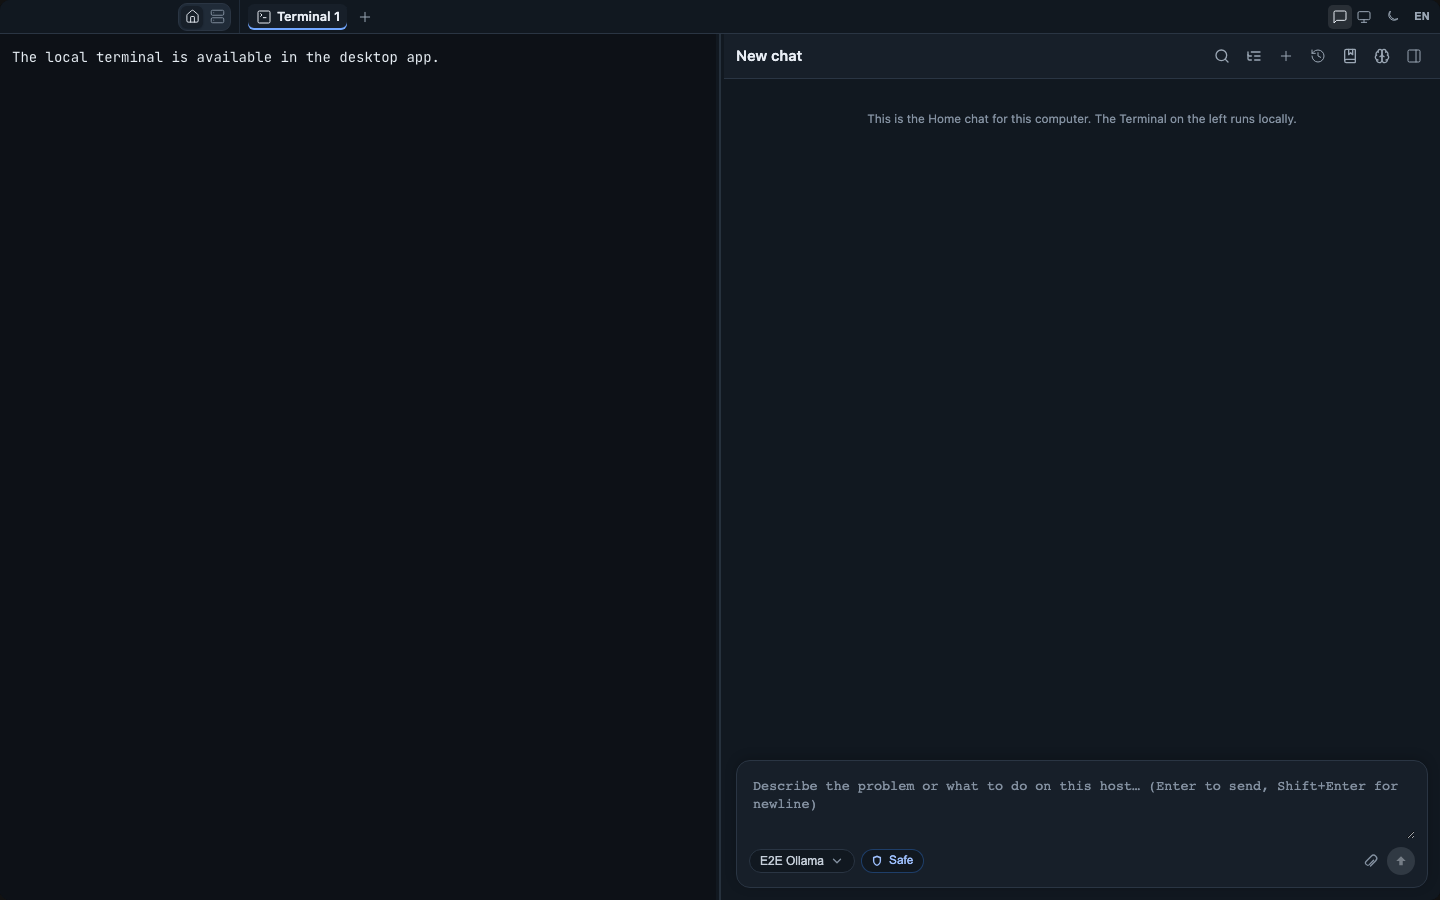 Terminal 1
EN
The local terminal is available in the desktop app.
New chat
This is the Home chat for this computer. The Terminal on the left runs locally.
Describe the problem or what to do on this host… (Enter to send, Shift+Enter for
newline)
E2E Ollama
Safe